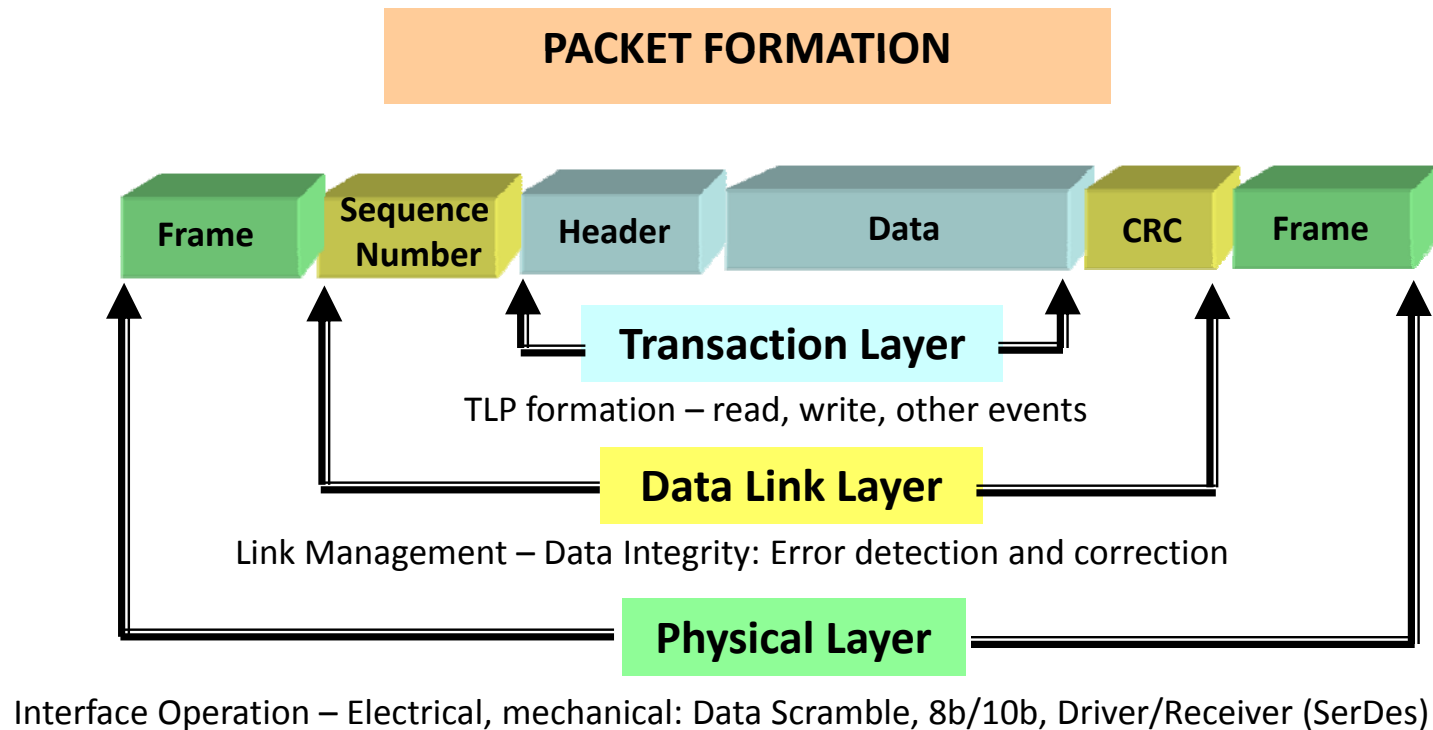 PACKET FORMATION
Frame
Sequence
Number
Header
Data
CRC
Frame
Transaction Layer
TLP formation – read, write, other events
Data Link Layer
Link Management – Data Integrity: Error detection and correction
Physical Layer
Interface Operation – Electrical, mechanical: Data Scramble, 8b/10b, Driver/Receiver (SerDes)